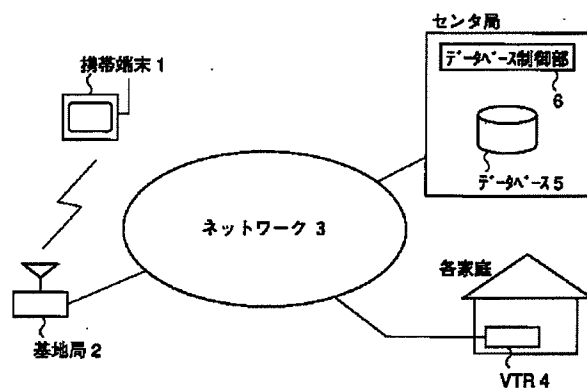 センタ局
データベース制御部
6
データベース5
携帯端末1
ネットワーク 3
基地局2
各家庭
VTR 4